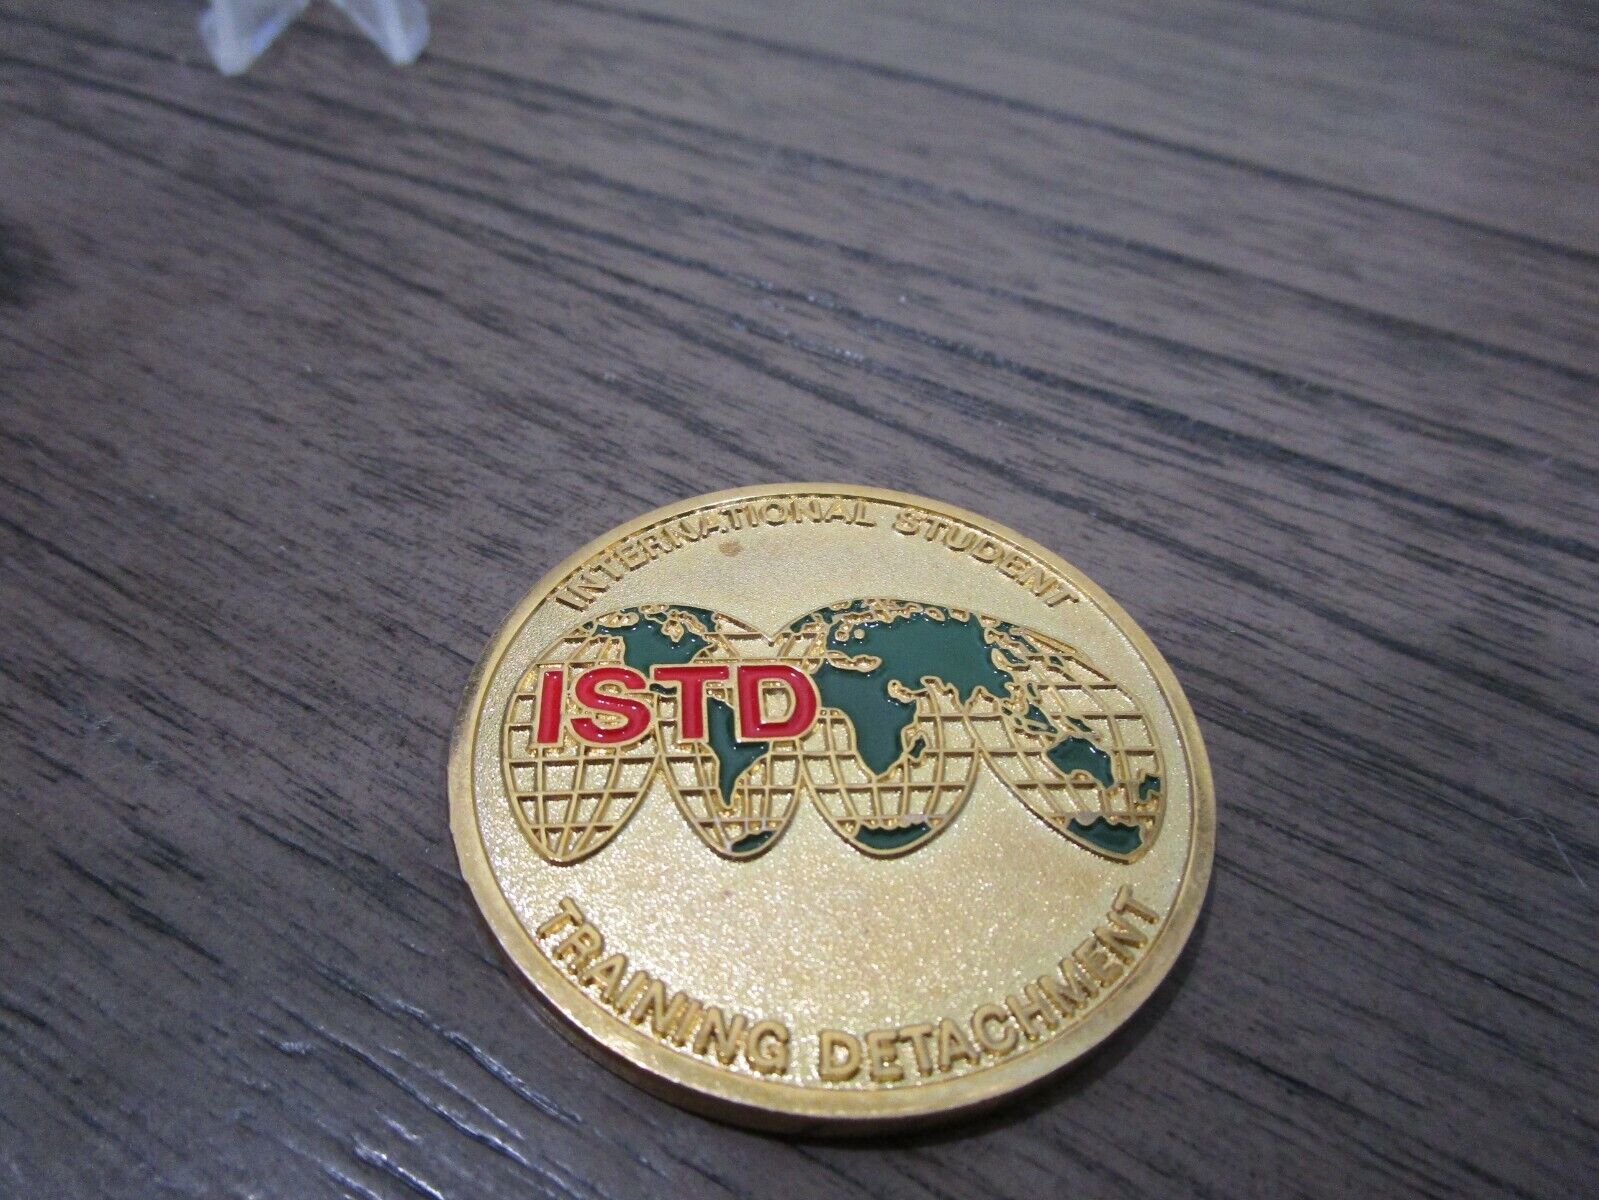 INTERNATIONAL STUDENT
ISTD
TRAINING DETACHMENT